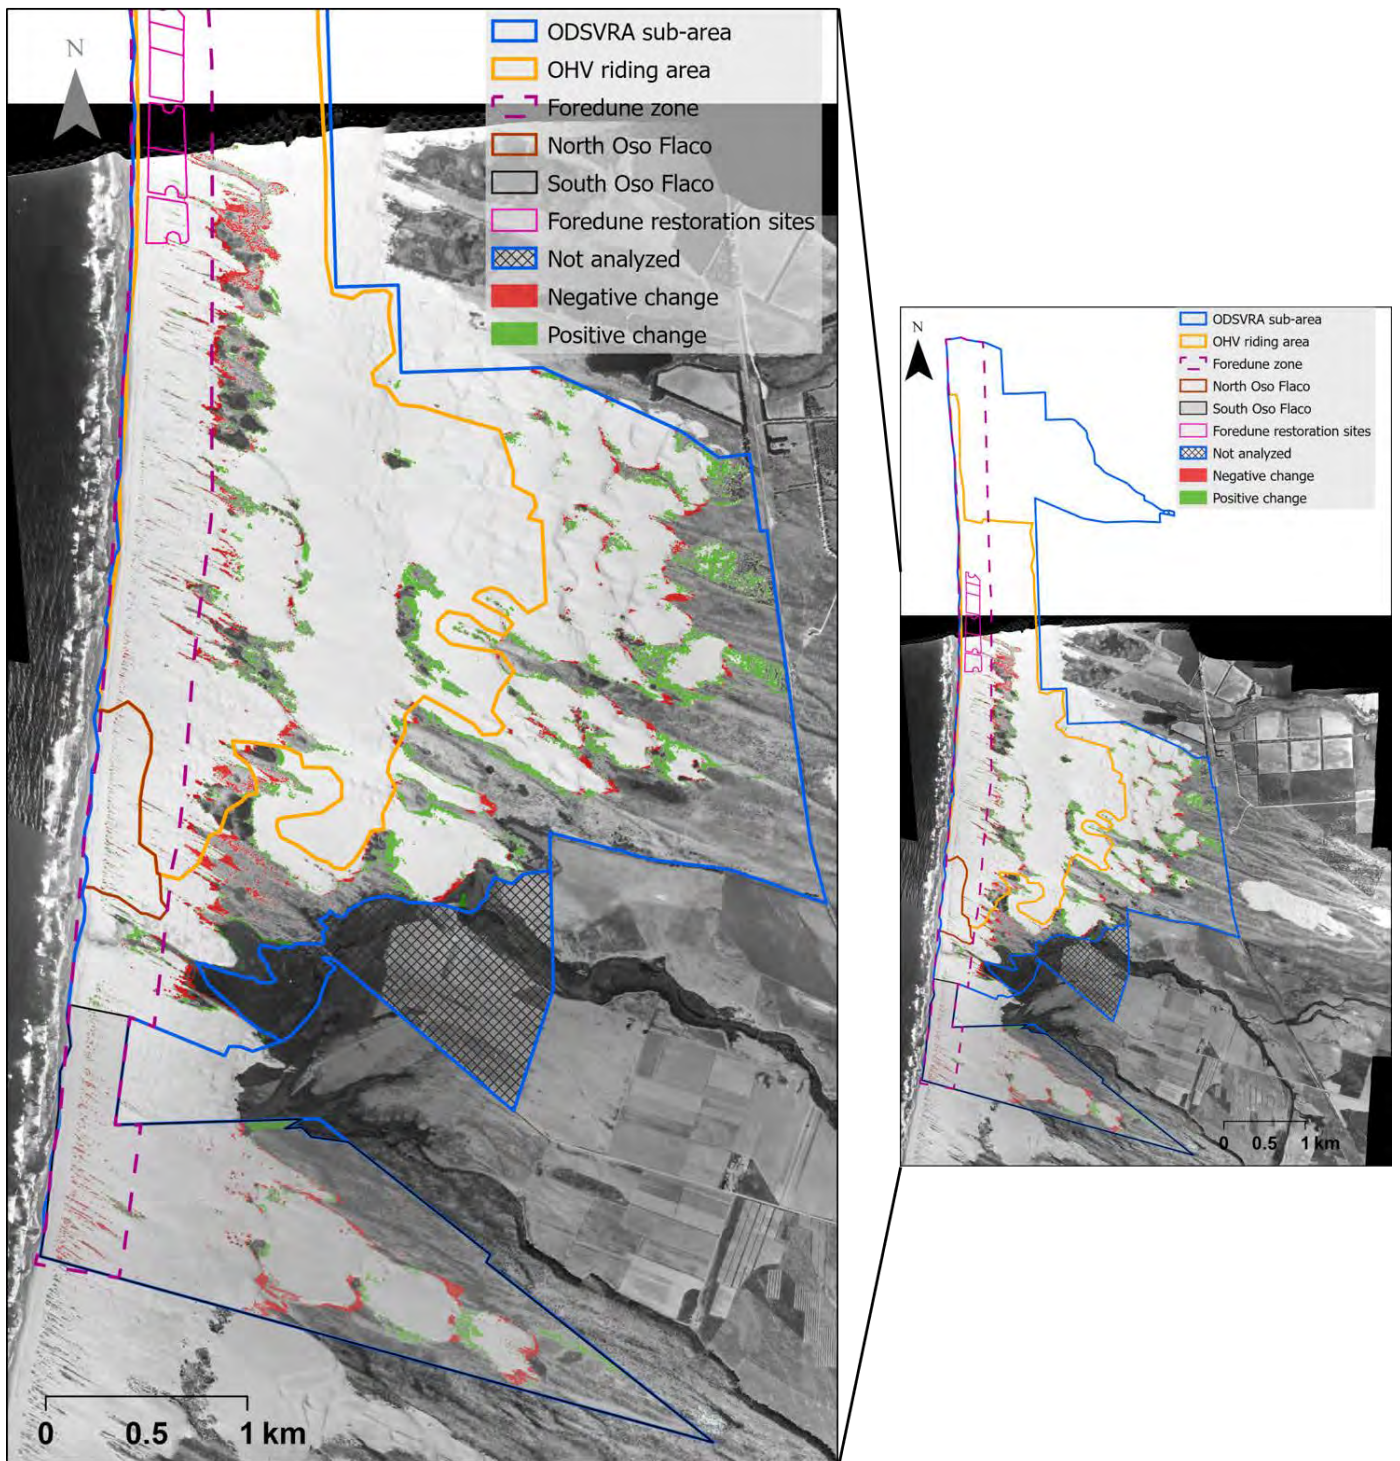 N
ODSVRA sub-area
OHV riding area
Foredune zone
North Oso Flaco
South Oso Flaco
Foredune restoration sites
Not analyzed
Negative change
Positive change
0 0.5 1 km
N
ODSVRA sub-area
OHV riding area
Foredune zone
North Oso Flaco
South Oso Flaco
Foredune restoration sites
Not analyzed
Negative change
Positive change
0 0.5 1 km